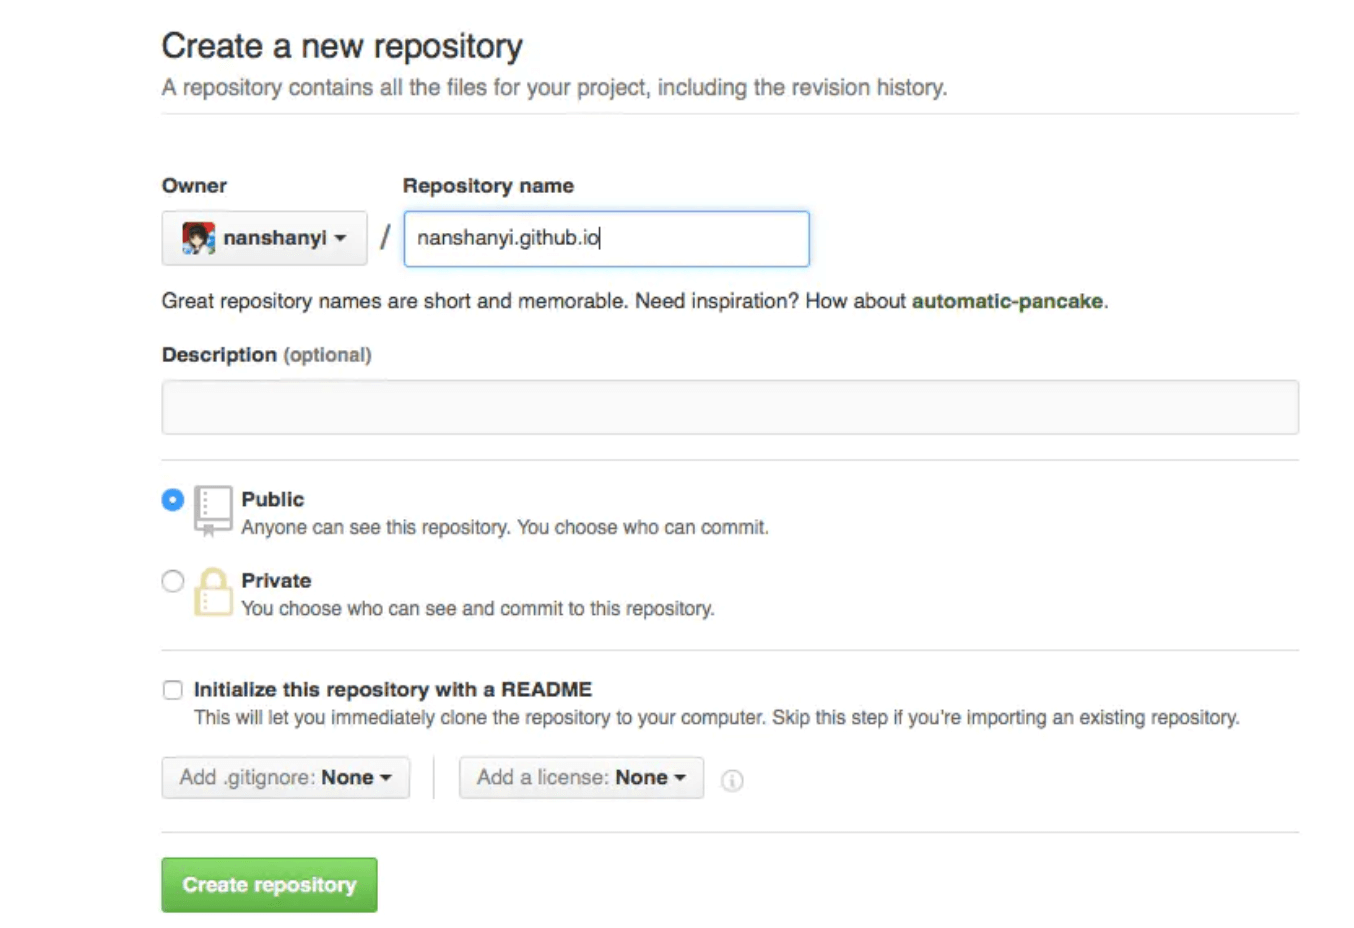 Create a new repository
A repository contains all the files for your project, including the revision history.
Owner
Repository name
nanshanyi
/
nanshanyi.github.io
Great repository names are short and memorable. Need inspiration? How about automatic-pancake.
Description (optional)
Public
Anyone can see this repository. You choose who can commit.
Private
You choose who can see and commit to this repository.
Initialize this repository with a README
This will let you immediately clone the repository to your computer. Skip this step if you're importing an existing repository.
Add .gitignore: None
Add a license: None
Create repository